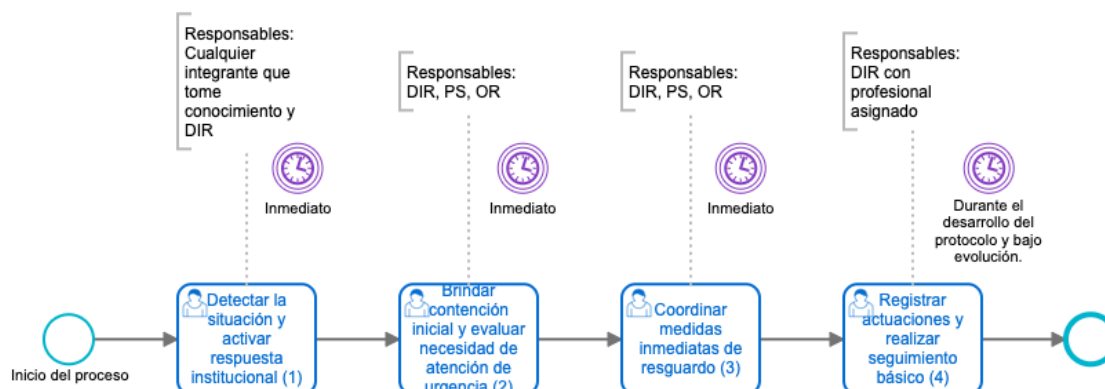 Responsables:
Cualquier
integrante que
tome
conocimiento y
DIR
Inmediato
Responsables:
DIR, PS, OR
Inmediato
Responsables:
DIR, PS, OR
Inmediato
Responsables:
DIR con
profesional
asignado
Durante el
desarrollo del
protocolo y bajo
evolución.
Inicio del proceso
Detectar la
situación y
activar
respuesta
institucional (1)
Brindar
contención
inicial y evaluar
necesidad de
atención de
urgencia (2)
Coordinar
medidas
inmediatas de
resguardo (3)
Registrar
actuaciones y
realizar
seguimiento
básico (4)